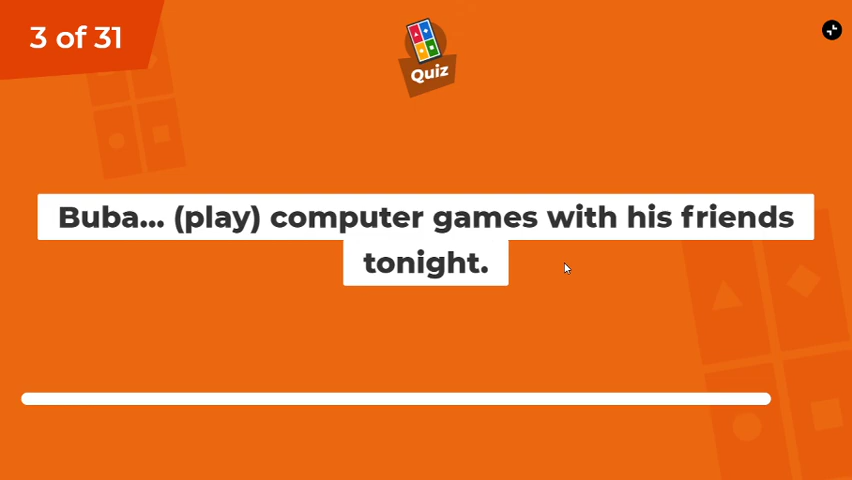 3 of 31
Quiz
Buba... (play) computer games with his friends
tonight.